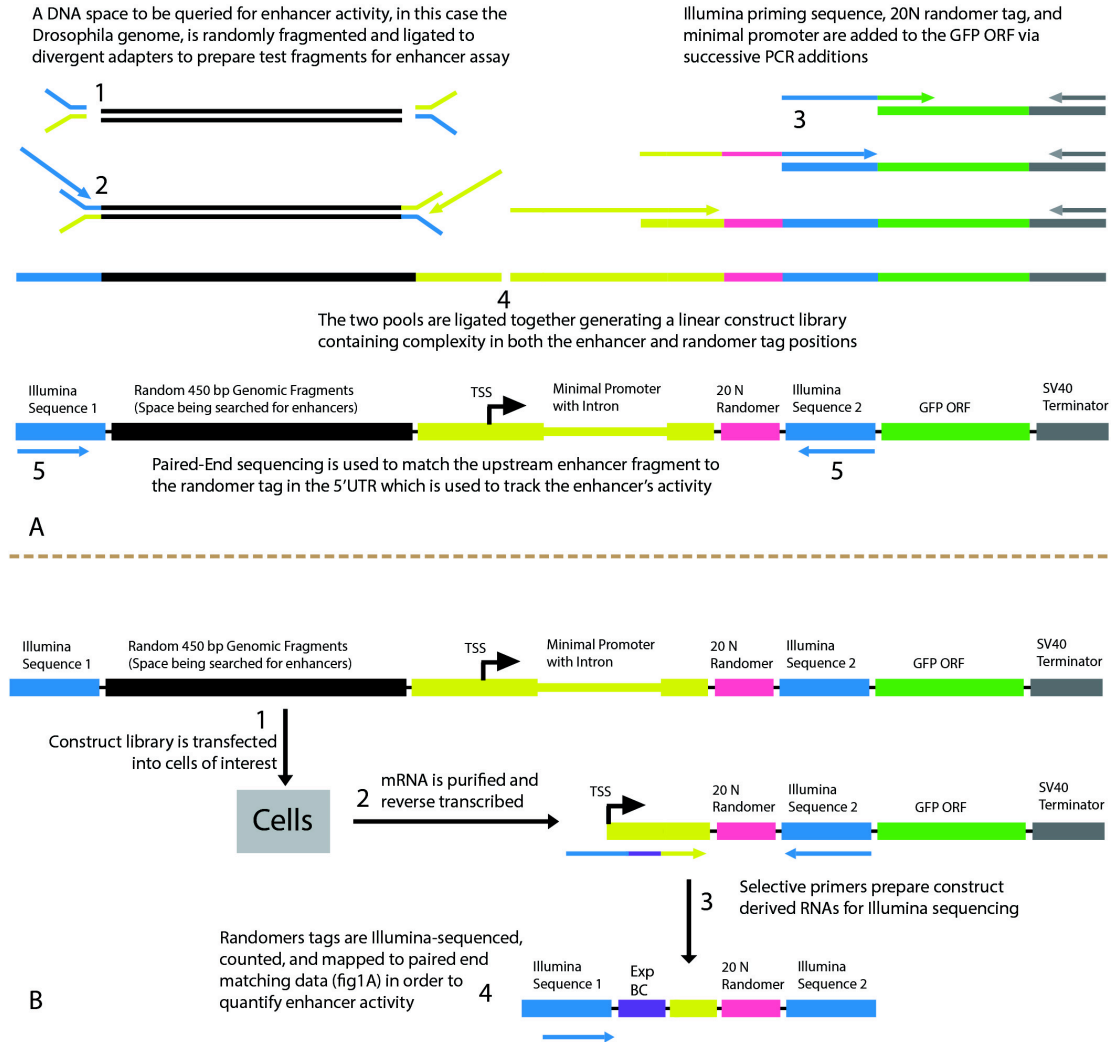 A DNA space to be queried for enhancer activity, in this case the
Drosophila genome, is randomly fragmented and ligated to
divergent adapters to prepare test fragments for enhancer assay
Illumina priming sequence, 20N randomer tag, and
minimal promoter are added to the GFP ORF via
successive PCR additions
1
3
2
4
The two pools are ligated together generating a linear construct library
containing complexity in both the enhancer and randomer tag positions
Illumina
Sequence 1
Random 450 bp Genomic Fragments
(Space being searched for enhancers)
TSS
Minimal Promoter
with Intron
20 N
Randomer
Illumina
Sequence 2
GFP ORF
SV40
Terminator
5
Paired-End sequencing is used to match the upstream enhancer fragment to
the randomer tag in the 5'UTR which is used to track the enhancer's activity
5
A
Illumina
Sequence 1
Random 450 bp Genomic Fragments
(Space being searched for enhancers)
TSS
Minimal Promoter
with Intron
20 N
Randomer
Illumina
Sequence 2
GFP ORF
SV40
Terminator
1
Construct library is transfected
into cells of interest
Cells
2
mRNA is purified and
reverse transcribed
TSS
20 N
Randomer
Illumina
Sequence 2
GFP ORF
SV40
Terminator
3
Selective primers prepare construct
derived RNAs for Illumina sequencing
Randomers tags are Illumina-sequenced,
counted, and mapped to paired end
matching data (fig1A) in order to
quantify enhancer activity
4
Illumina
Sequence 1
Exp
BC
20 N
Randomer
Illumina
Sequence 2
B